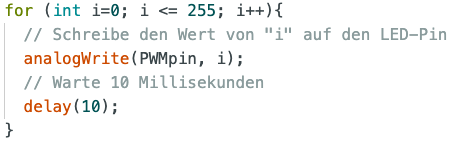 for (int i=0; i <= 255; i++){
  // Schreibe den Wert von "i" auf den LED-Pin
  analogWrite(PWMpin, i);
  // Warte 10 Millisekunden
  delay(10);
}